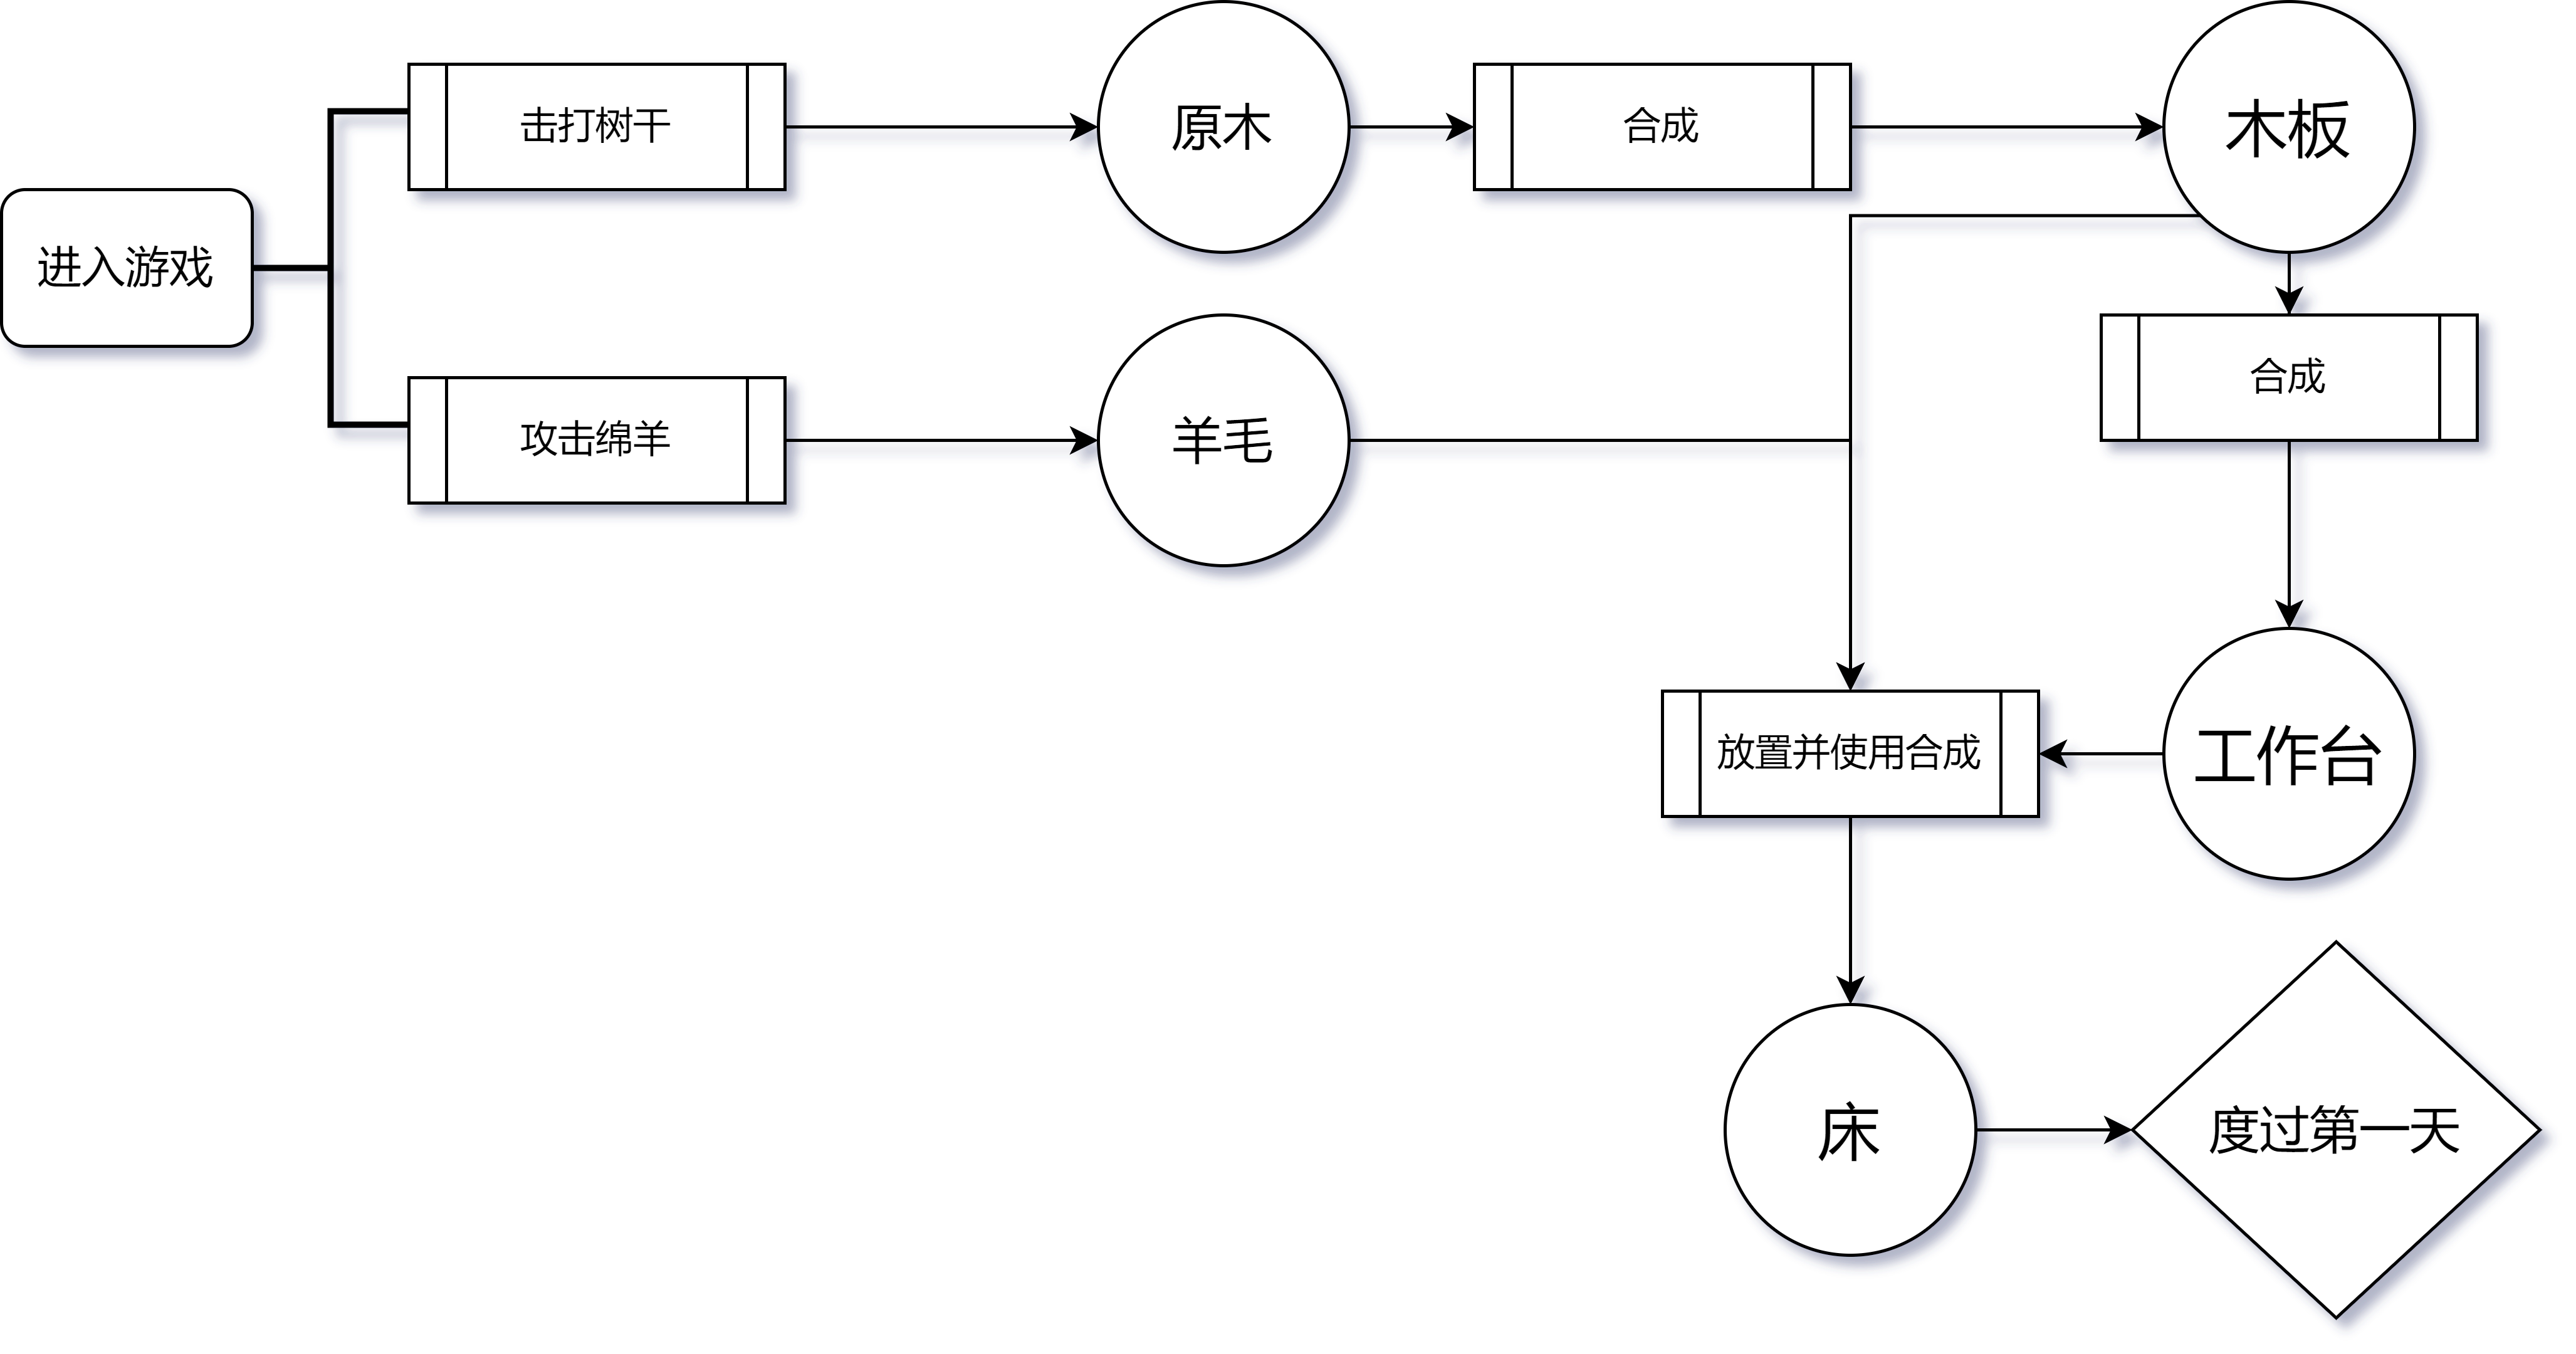 进入游戏
击打树干
原木
合成
木板
攻击绵羊
羊毛
合成
放置并使用合成
工作台
床
度过第一天